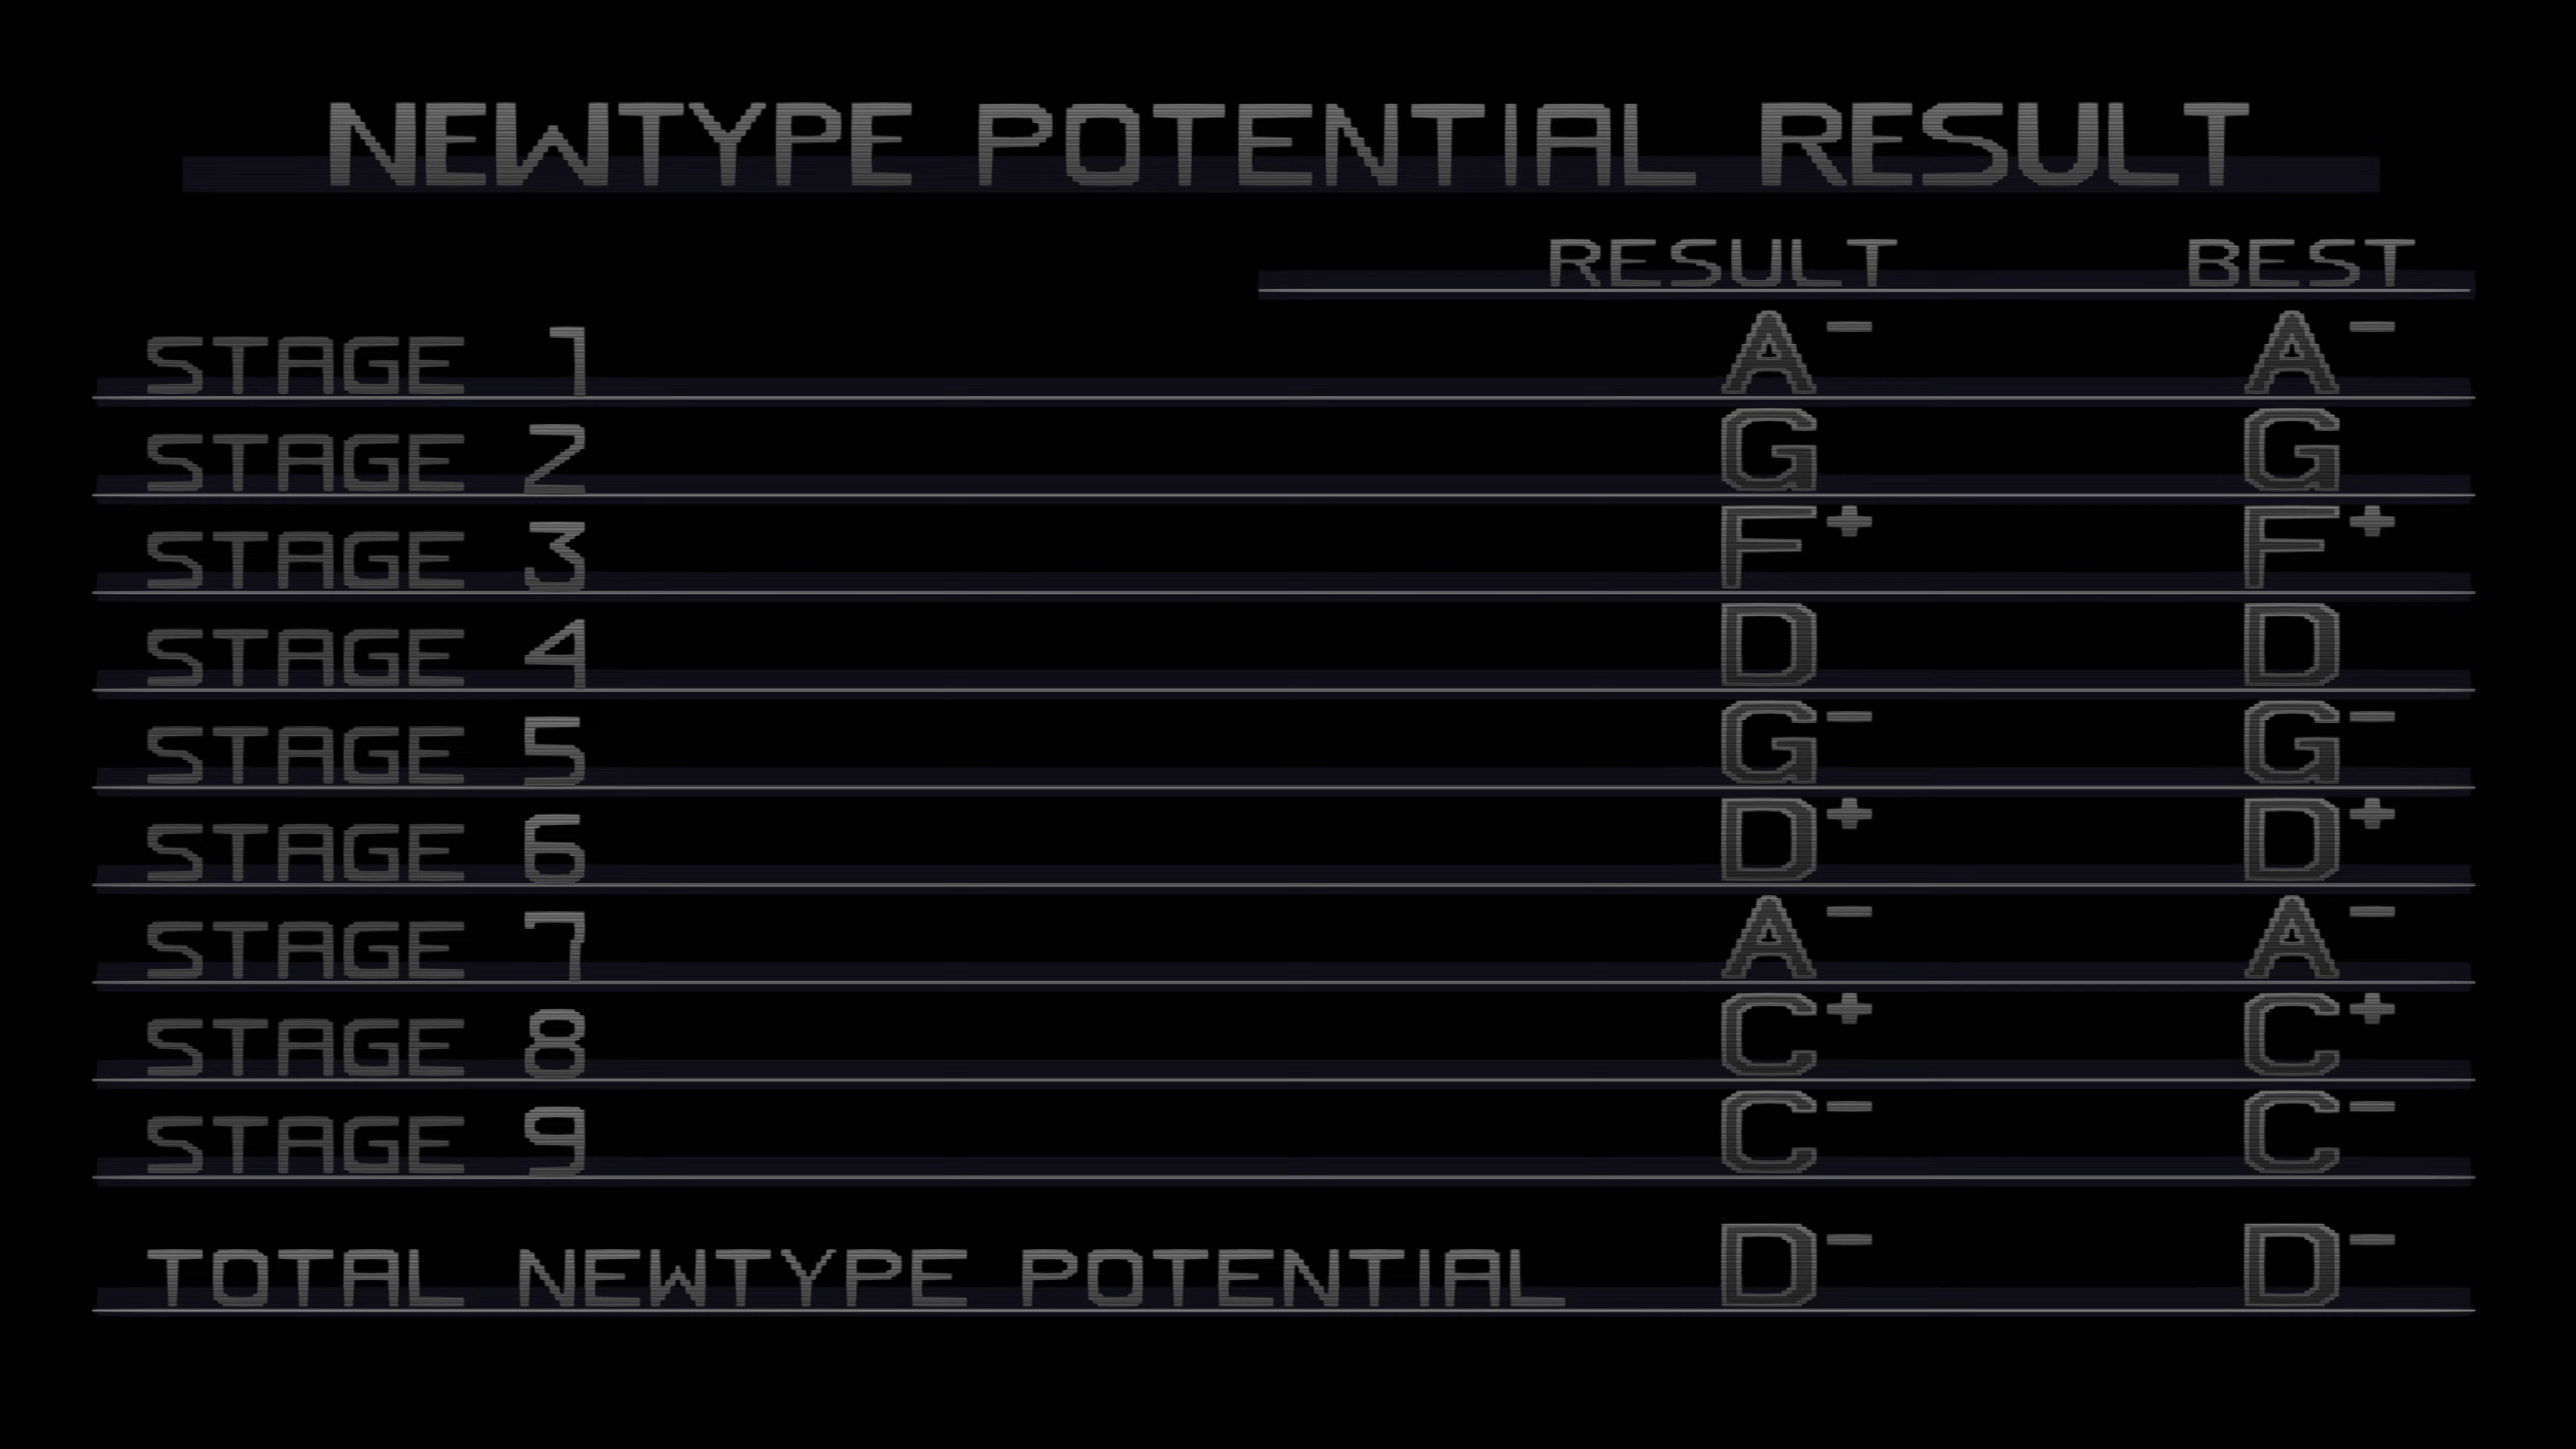 NEWTYPE POTENTIAL RESULT
RESULT BEST
STAGE 1 A- A-
STAGE 2 G G
STAGE 3 F+ F+
STAGE 4 D D
STAGE 5 G- G-
STAGE 6 D+ D+
STAGE 7 A- A-
STAGE 8 C+ C+
STAGE 9 C- C-
TOTAL NEWTYPE POTENTIAL D- D-